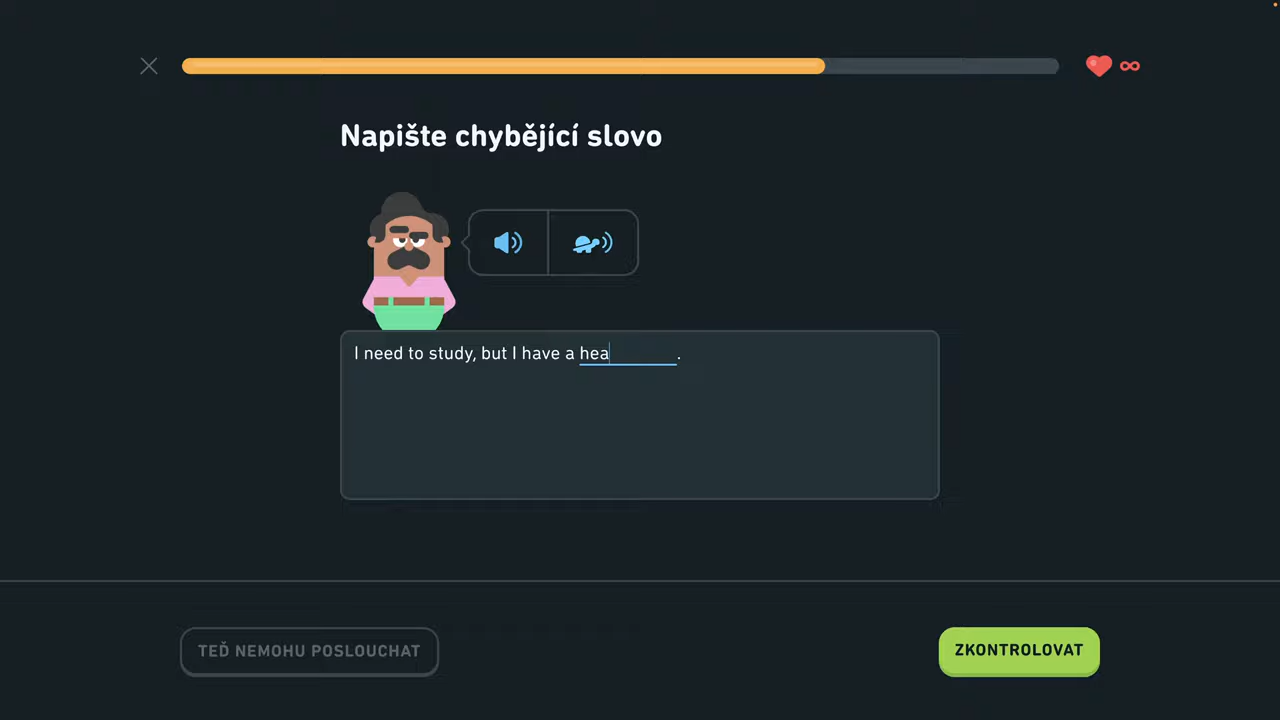 ∞
Napište chybějící slovo
I need to study, but I have a hea.
TEĎ NEMOHU POSLOUCHAT
ZKONTROLOVAT